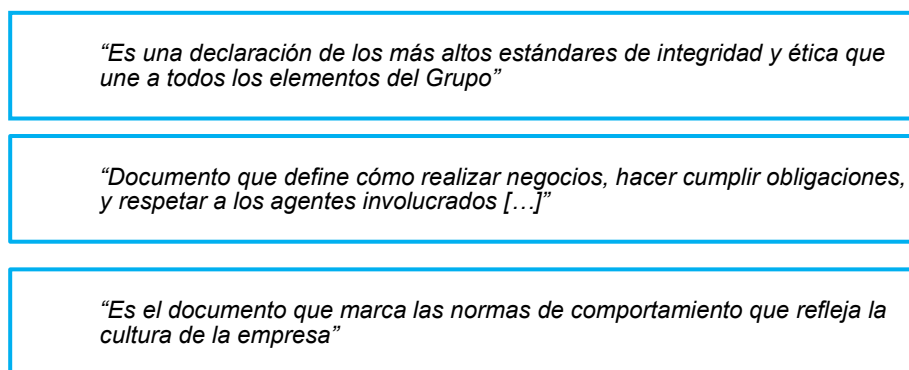 “Es una declaración de los más altos estándares de integridad y ética que
une a todos los elementos del Grupo”
“Documento que define cómo realizar negocios, hacer cumplir obligaciones,
y respetar a los agentes involucrados […]”
“Es el documento que marca las normas de comportamiento que refleja la
cultura de la empresa”